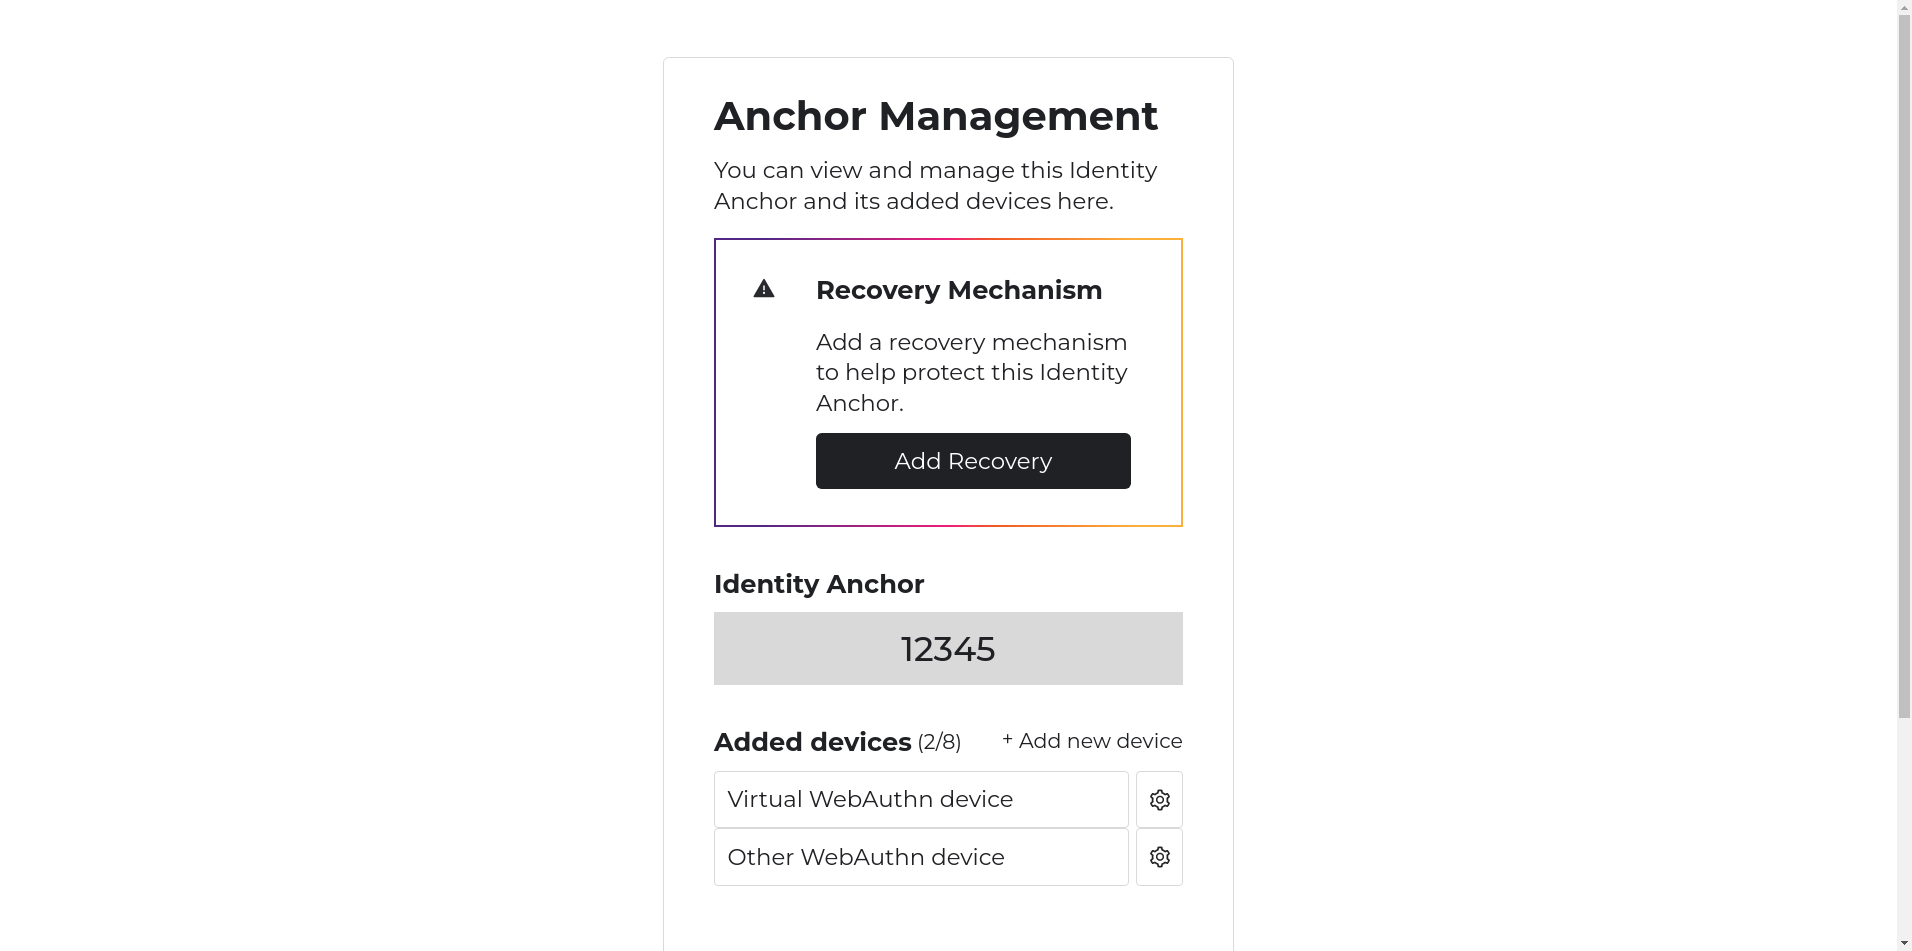 Anchor Management
You can view and manage this Identity
Anchor and its added devices here.
Recovery Mechanism
Add a recovery mechanism
to help protect this Identity
Anchor.
Add Recovery
Identity Anchor
12345
Added devices (2/8) + Add new device
Virtual WebAuthn device
Other WebAuthn device